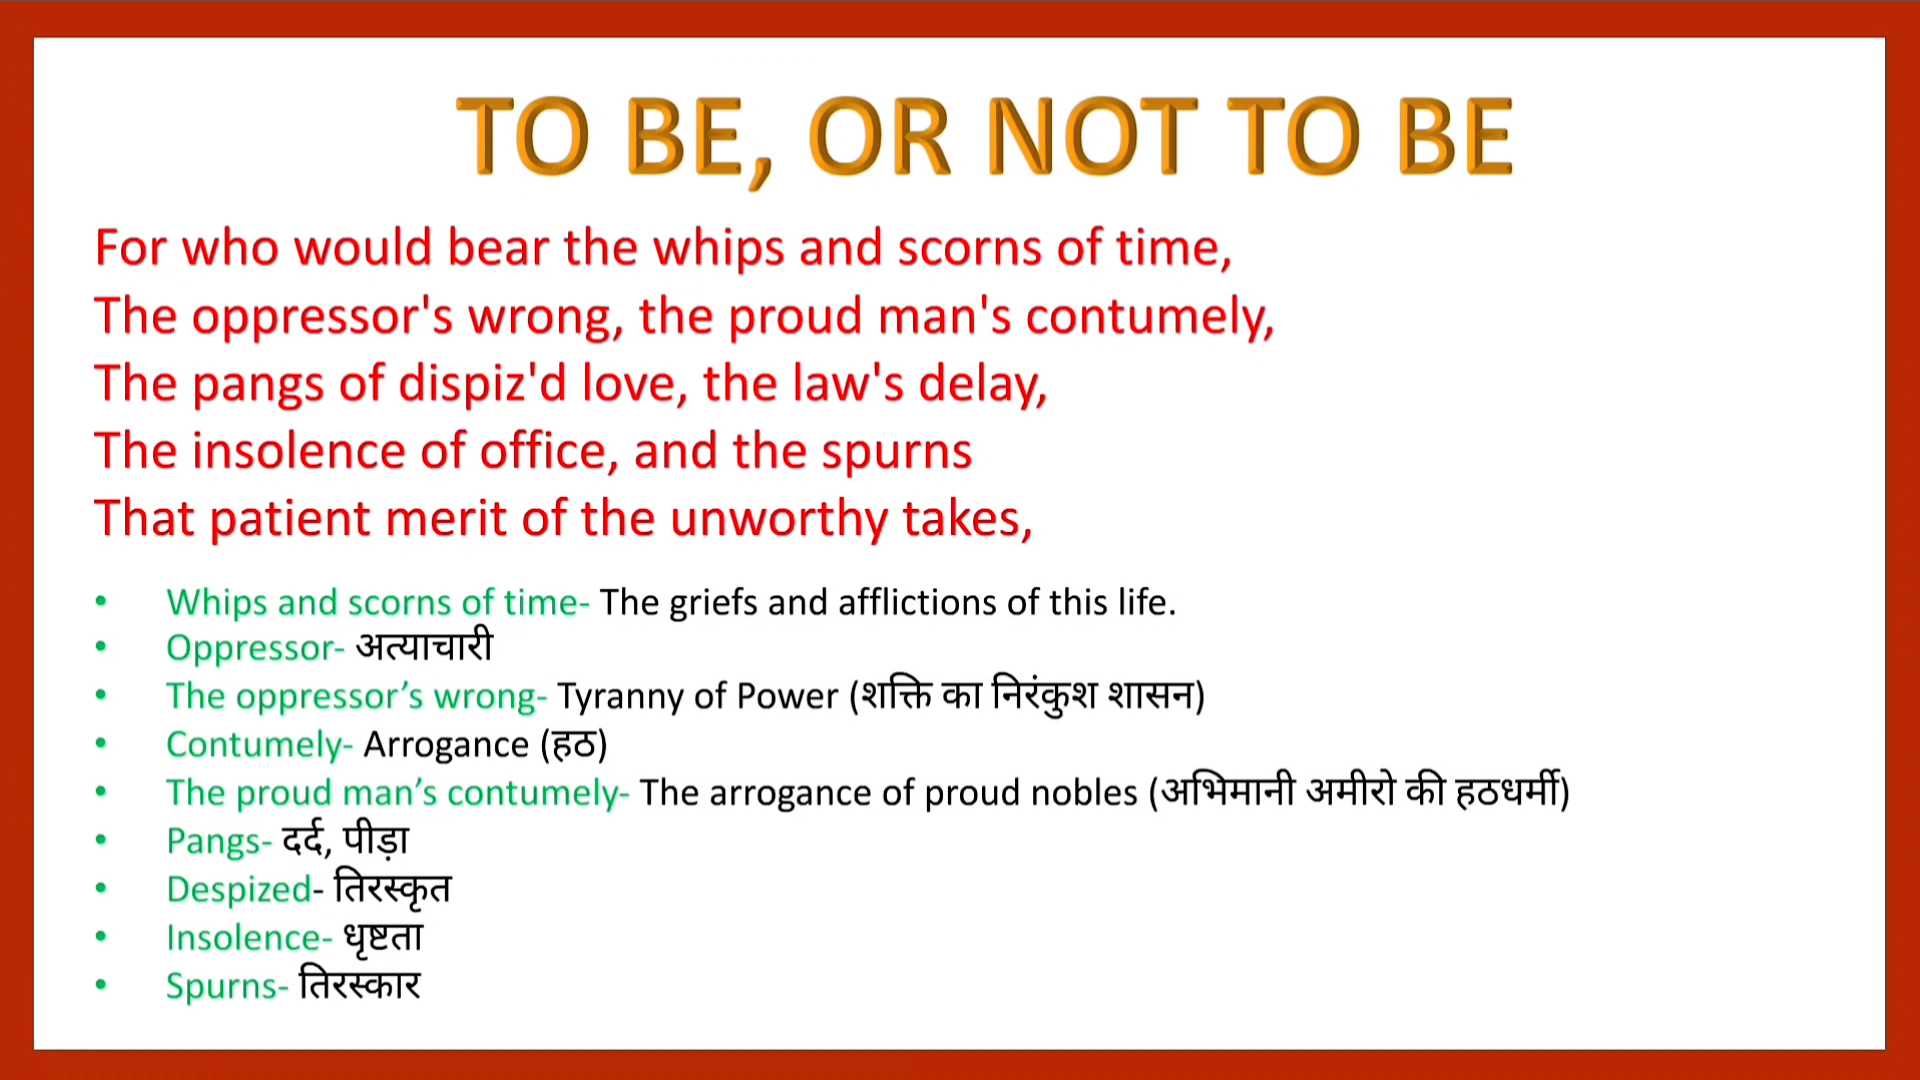 TO BE, OR NOT TO BE
For who would bear the whips and scorns of time,
The oppressor's wrong, the proud man's contumely,
The pangs of dispiz'd love, the law's delay,
The insolence of office, and the spurns
That patient merit of the unworthy takes,
• Whips and scorns of time- The griefs and afflictions of this life.
• Oppressor- अत्याचारी
• The oppressor’s wrong- Tyranny of Power (शक्ति का निरंकुश शासन)
• Contumely- Arrogance (हठ)
• The proud man’s contumely- The arrogance of proud nobles (अभिमानी अमीरो की हठधर्मी)
• Pangs- दर्द, पीड़ा
• Despized- तिरस्कृत
• Insolence- धृष्टता
• Spurns- तिरस्कार